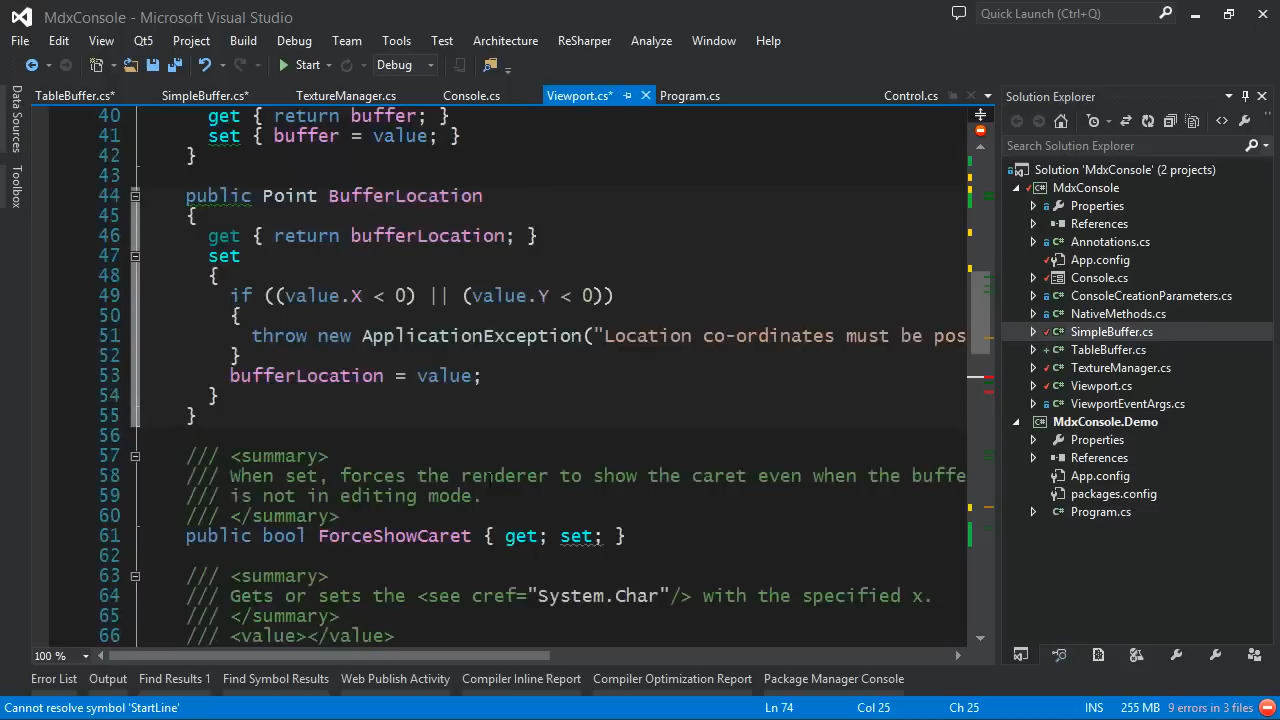 MdxConsole - Microsoft Visual Studio
Quick Launch (Ctrl+Q)
File Edit View Qt5 Project Build Debug Team Tools Test Architecture ReSharper Analyze Window Help
Start Debug
TableBuffer.cs* SimpleBuffer.cs* TextureManager.cs Console.cs Viewport.cs* Program.cs Control.cs
Data Sources
Toolbox
40 get { return buffer; }
41 set { buffer = value; }
42 }
43
44 public Point BufferLocation
45 {
46 get { return bufferLocation; }
47 set
48 {
49 if ((value.X < 0) || (value.Y < 0))
50 {
51 throw new ApplicationException("Location co-ordinates must be pos
52 }
53 bufferLocation = value;
54 }
55 }
56
57 /// <summary>
58 /// When set, forces the renderer to show the caret even when the buffe
59 /// is not in editing mode.
60 /// </summary>
61 public bool ForceShowCaret { get; set; }
62
63 /// <summary>
64 /// Gets or sets the <see cref="System.Char"/> with the specified x.
65 /// </summary>
66 /// <value></value>
100 %
Solution Explorer
Search Solution Explorer
Solution 'MdxConsole' (2 projects)
MdxConsole
Properties
References
Annotations.cs
App.config
Console.cs
ConsoleCreationParameters.cs
NativeMethods.cs
SimpleBuffer.cs
TableBuffer.cs
TextureManager.cs
Viewport.cs
ViewportEventArgs.cs
MdxConsole.Demo
Properties
References
App.config
packages.config
Program.cs
Error List Output Find Results 1 Find Symbol Results Web Publish Activity Compiler Inline Report Compiler Optimization Report Package Manager Console
Cannot resolve symbol 'StartLine' Ln 74 Col 25 Ch 25 INS 255 MB 9 errors in 3 files